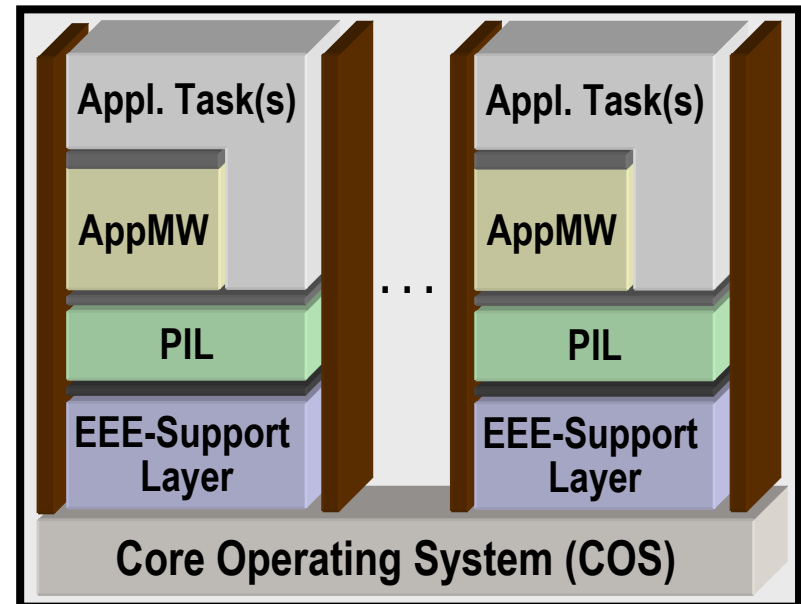 Appl. Task(s)
AppMW
PIL
EEE-Support
Layer
. . .
Appl. Task(s)
AppMW
PIL
EEE-Support
Layer
Core Operating System (COS)